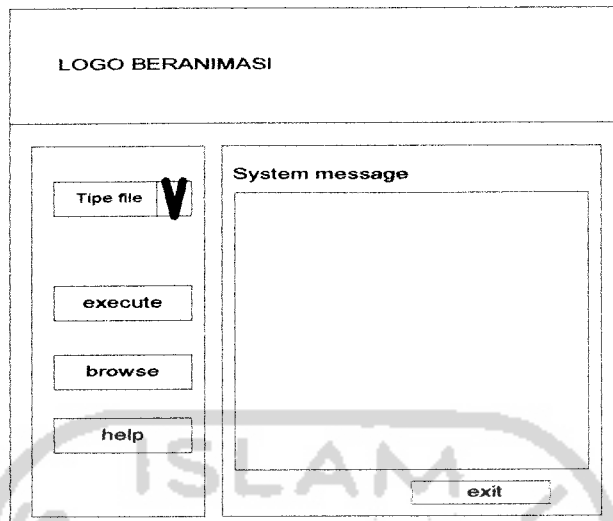 LOGO BERANIMASI
Tipe file V
execute
browse
help
System message
exit
ISLAM